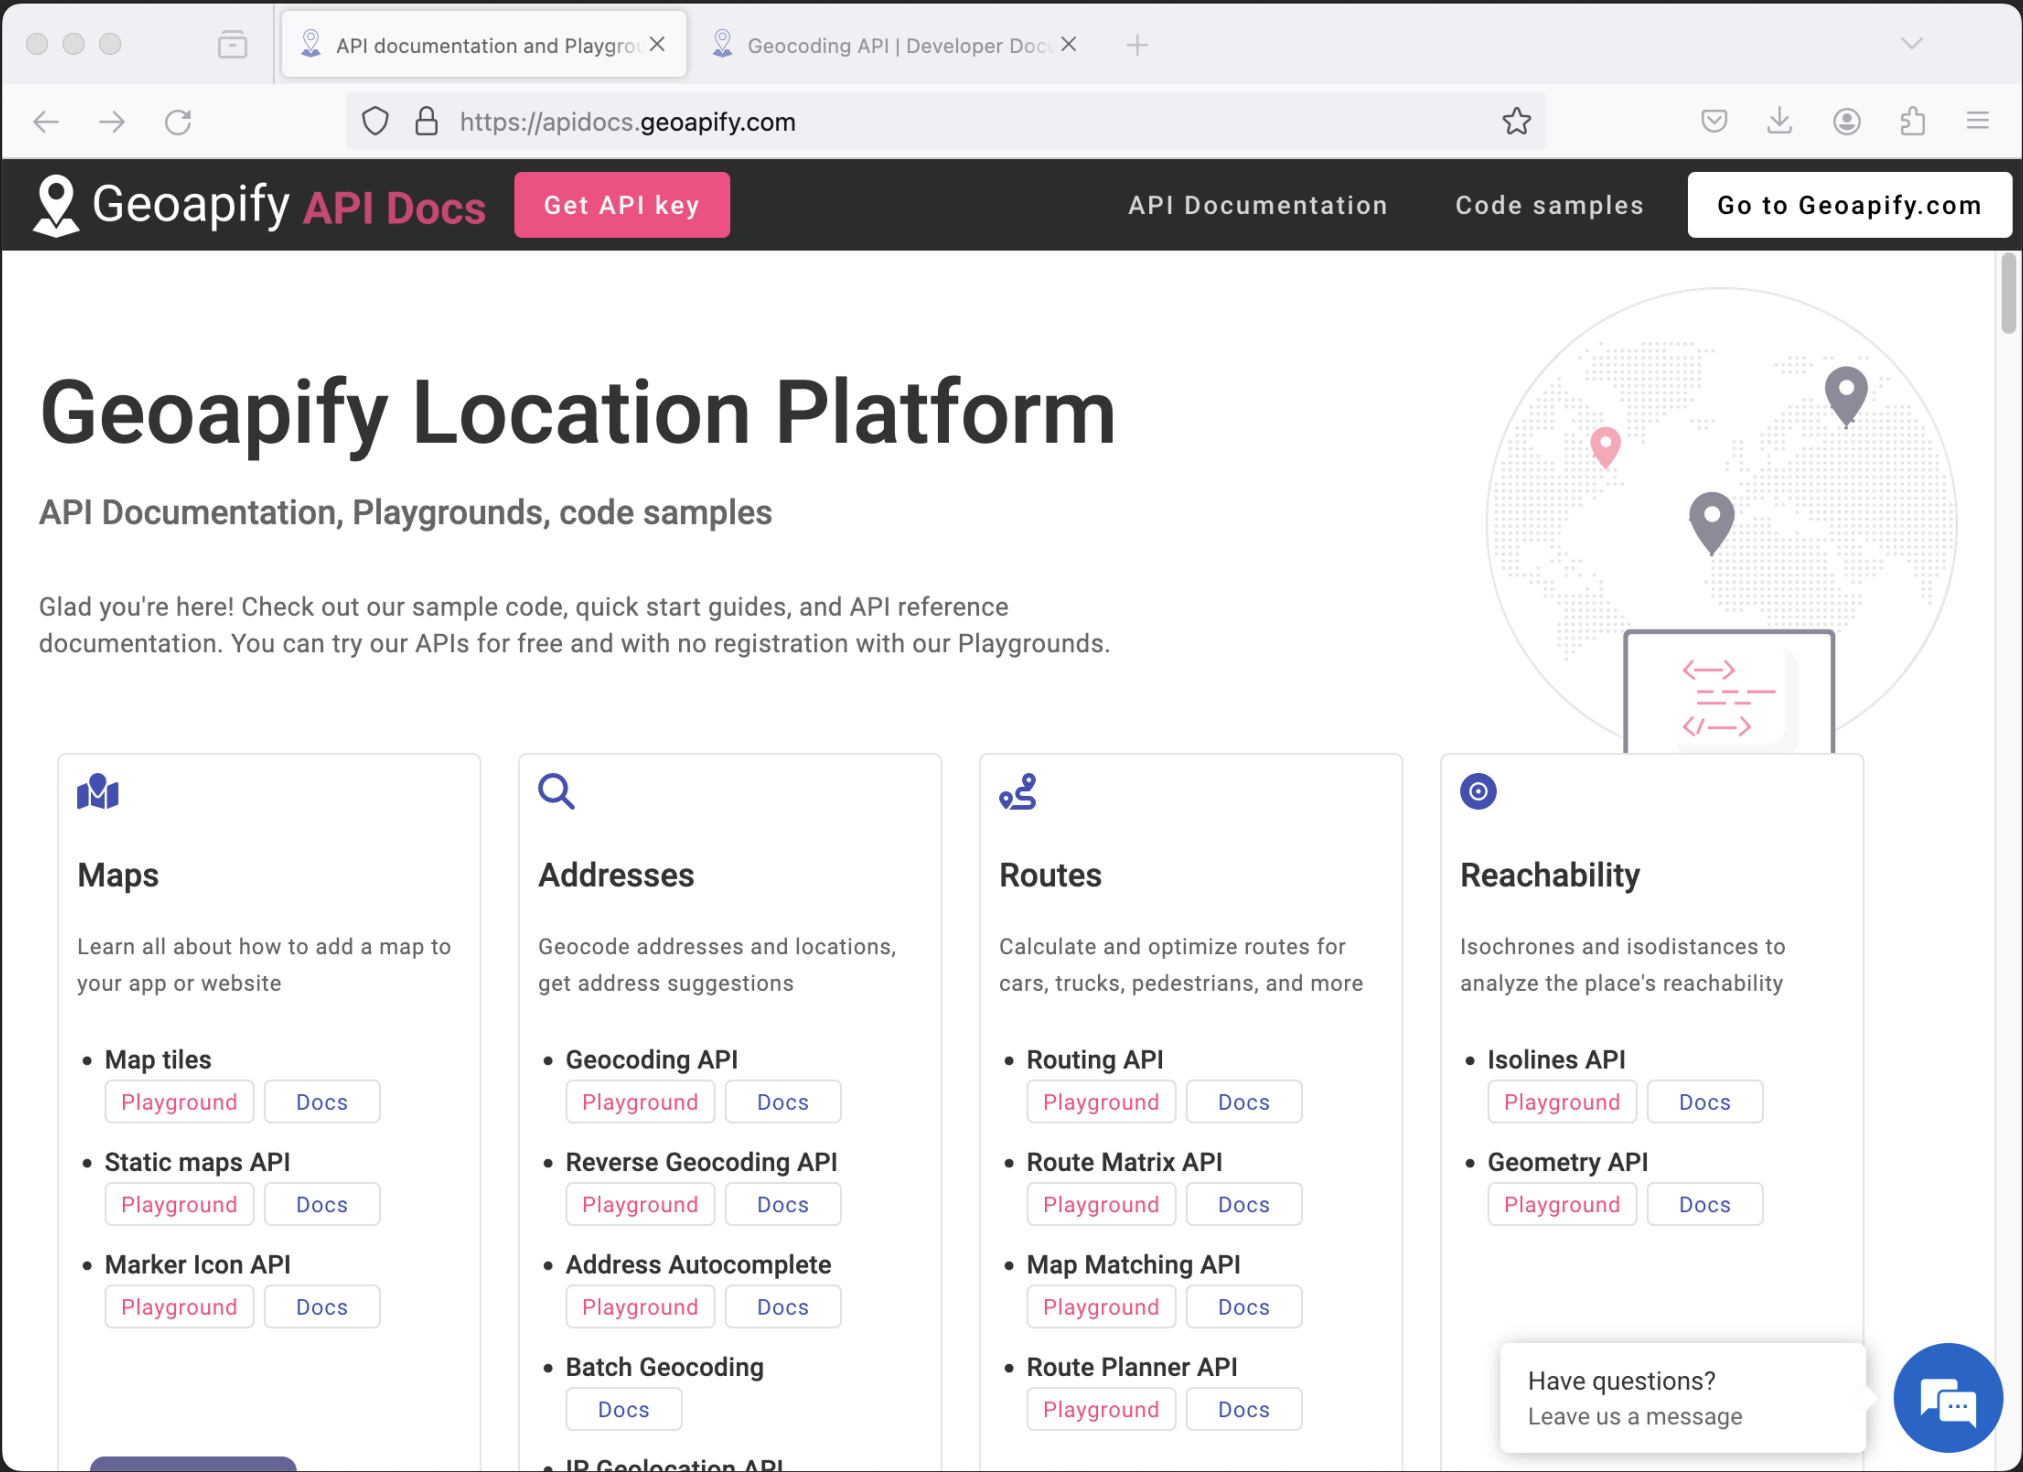 API documentation and Playgrou
Geocoding API | Developer Docu
https://apidocs.geoapify.com
Geoapify API Docs
Get API key
API Documentation
Code samples
Go to Geoapify.com
Geoapify Location Platform
API Documentation, Playgrounds, code samples
Glad you're here! Check out our sample code, quick start guides, and API reference
documentation. You can try our APIs for free and with no registration with our Playgrounds.
Maps
Learn all about how to add a map to
your app or website
Map tiles
Playground Docs
Static maps API
Playground Docs
Marker Icon API
Playground Docs
Addresses
Geocode addresses and locations,
get address suggestions
Geocoding API
Playground Docs
Reverse Geocoding API
Playground Docs
Address Autocomplete
Playground Docs
Batch Geocoding
Docs
IP Geolocation API
Routes
Calculate and optimize routes for
cars, trucks, pedestrians, and more
Routing API
Playground Docs
Route Matrix API
Playground Docs
Map Matching API
Playground Docs
Route Planner API
Playground Docs
Reachability
Isochrones and isodistances to
analyze the place's reachability
Isolines API
Playground Docs
Geometry API
Playground Docs
Have questions?
Leave us a message